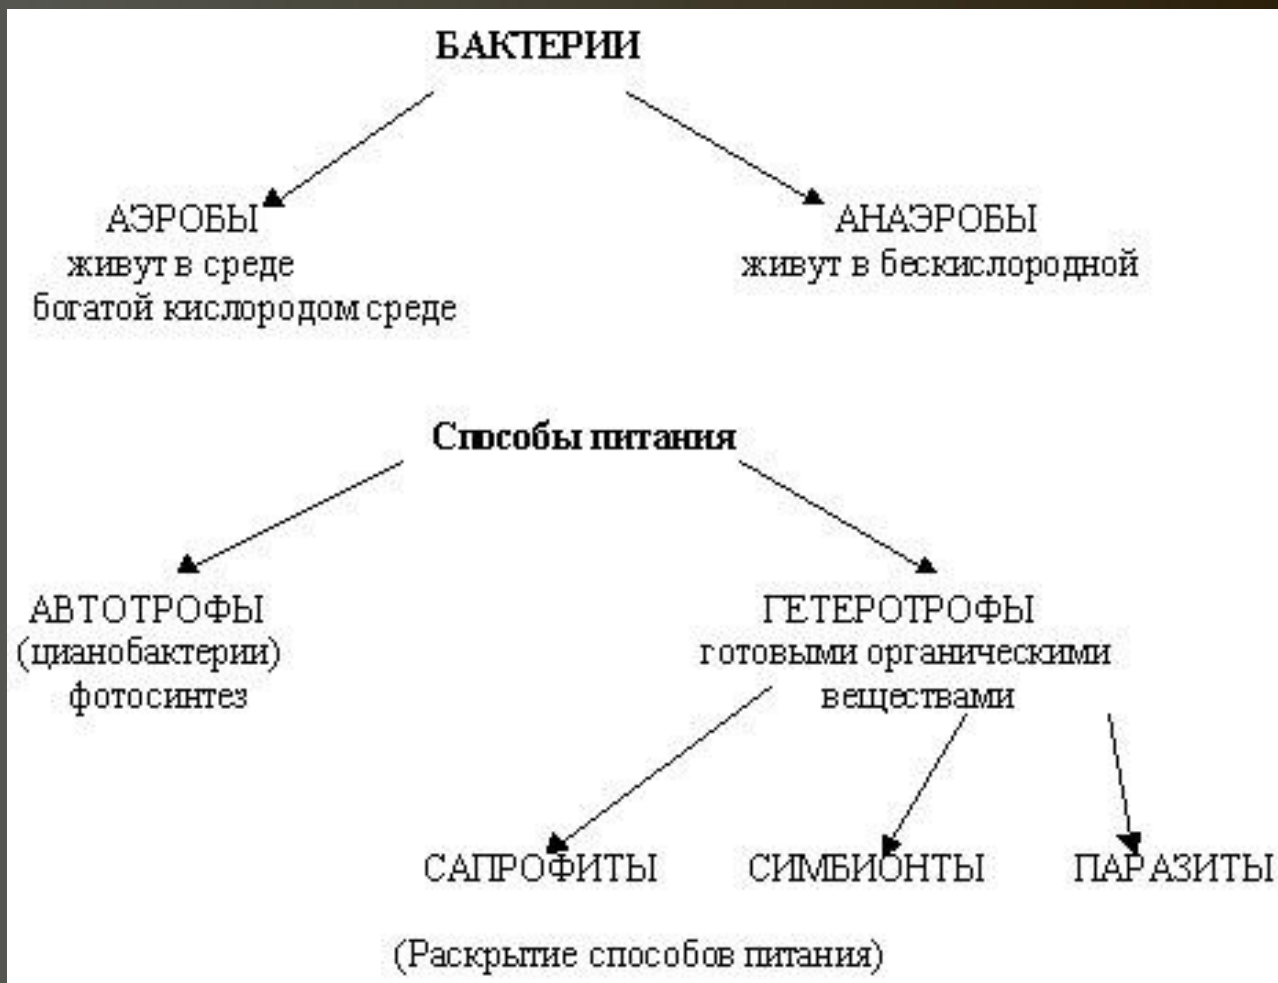 БАКТЕРИИ
АЭРОБЫ
живут в среде
богатой кислородом среде
АНАЭРОБЫ
живут в бескислородной
Способы питания
АВТОТРОФЫ
(цианобактерии)
фотосинтез
ГЕТЕРОТРОФЫ
готовыми органическими
веществами
САПРОФИТЫ
СИМБИОНТЫ
ПАРАЗИТЫ
(Раскрытие способов питания)